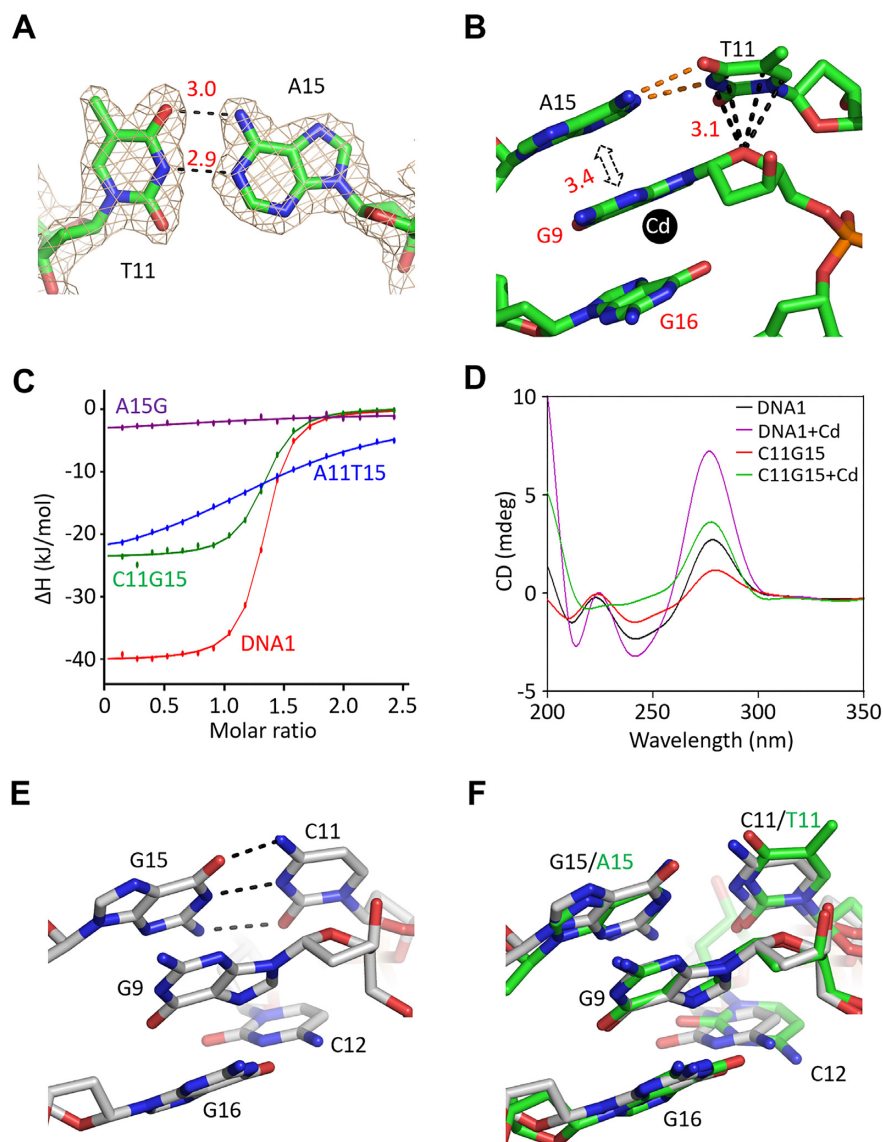 A
3.0
A15
2.9
T11
B
T11
A15
3.1
3.4
G9
Cd
G16
C
0
-10
-20
-30
-40
ΔH (kJ/mol)
A15G
A11T15
C11G15
DNA1
0 0.5 1.0 1.5 2.0 2.5
Molar ratio
D
10
5
0
-5
CD (mdeg)
DNA1
DNA1+Cd
C11G15
C11G15+Cd
200 250 300 350
Wavelength (nm)
E
C11
G15
G9
C12
G16
F
C11/T11
G15/A15
G9
C12
G16